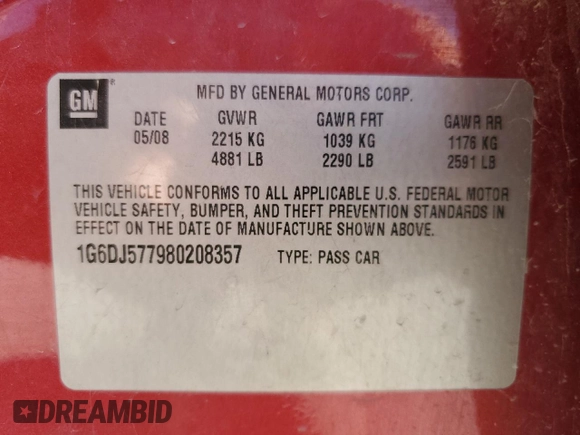 GM
MFD BY GENERAL MOTORS CORP.
DATE GVWR GAWR FRT GAWR RR
05/08 2215 KG 1039 KG 1176 KG
4881 LB 2290 LB 2591 LB
THIS VEHICLE CONFORMS TO ALL APPLICABLE U.S. FEDERAL MOTOR
VEHICLE SAFETY, BUMPER, AND THEFT PREVENTION STANDARDS IN
EFFECT ON THE DATE OF MANUFACTURE SHOWN ABOVE.
1G6DJ577980208357 TYPE: PASS CAR
DREAMBID